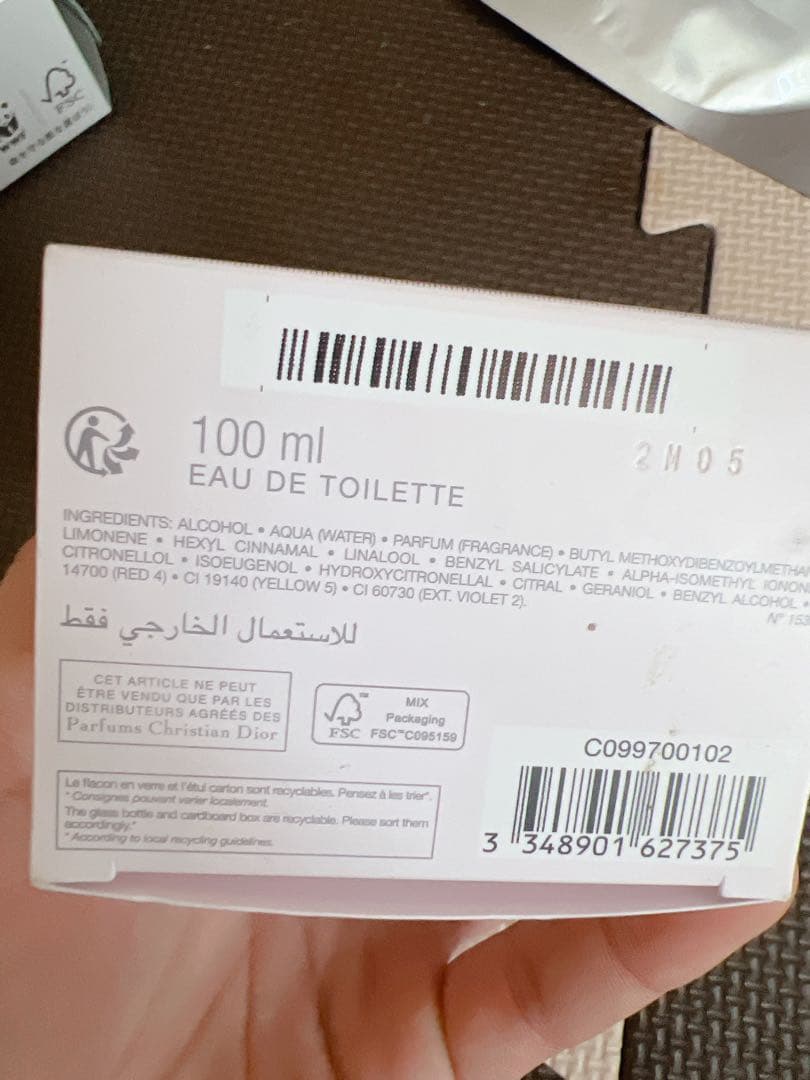 FSC
WWF
100 ml
2M05
EAU DE TOILETTE
INGREDIENTS: ALCOHOL • AQUA (WATER) • PARFUM (FRAGRANCE) • BUTYL METHOXYDIBENZOYLMETHA
LIMONENE • HEXYL CINNAMAL • LINALOOL • BENZYL SALICYLATE • ALPHA-ISOMETHYL IONON
CITRONELLOL • ISOEUGENOL • HYDROXYCITRONELLAL • CITRAL • GERANIOL • BENZYL ALCOHOL •
14700 (RED 4) • CI 19140 (YELLOW 5) • CI 60730 (EXT. VIOLET 2).
N° 153
للاستعمال الخارجي فقط
CET ARTICLE NE PEUT
ÊTRE VENDU QUE PAR LES
DISTRIBUTEURS AGRÉÉS DES
Parfums Christian Dior
FSC™
MIX
Packaging
FSC™C095159
Le flacon en verre et l'étui carton sont recyclables. Pensez à les trier*.
*Consignes pouvant varier localement.
The glass bottle and cardboard box are recyclable. Please sort them
accordingly.*
*According to local recycling guidelines.
C099700102
3 348901 627375